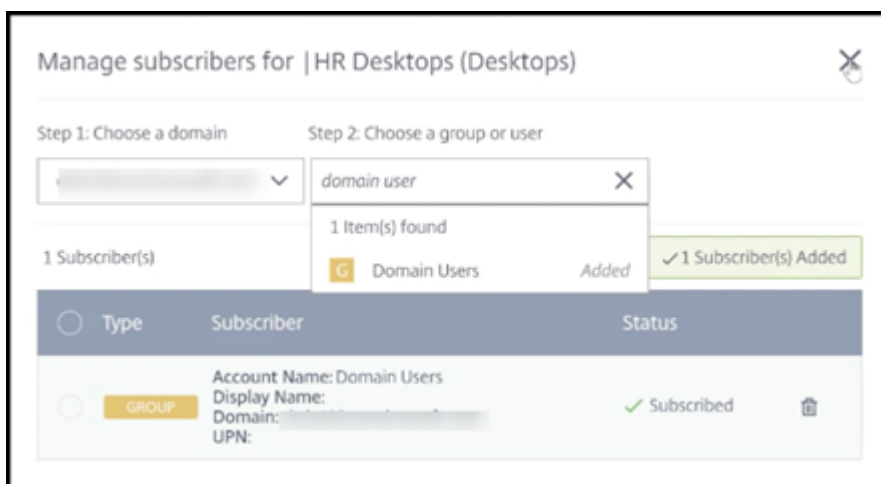 Manage subscribers for |HR Desktops (Desktops)
Step 1: Choose a domain
Step 2: Choose a group or user
domain user
1 Item(s) found
G Domain Users Added
1 Subscriber(s)
1 Subscriber(s) Added
Type Subscriber Status
GROUP
Account Name: Domain Users
Display Name:
Domain:
UPN:
Subscribed